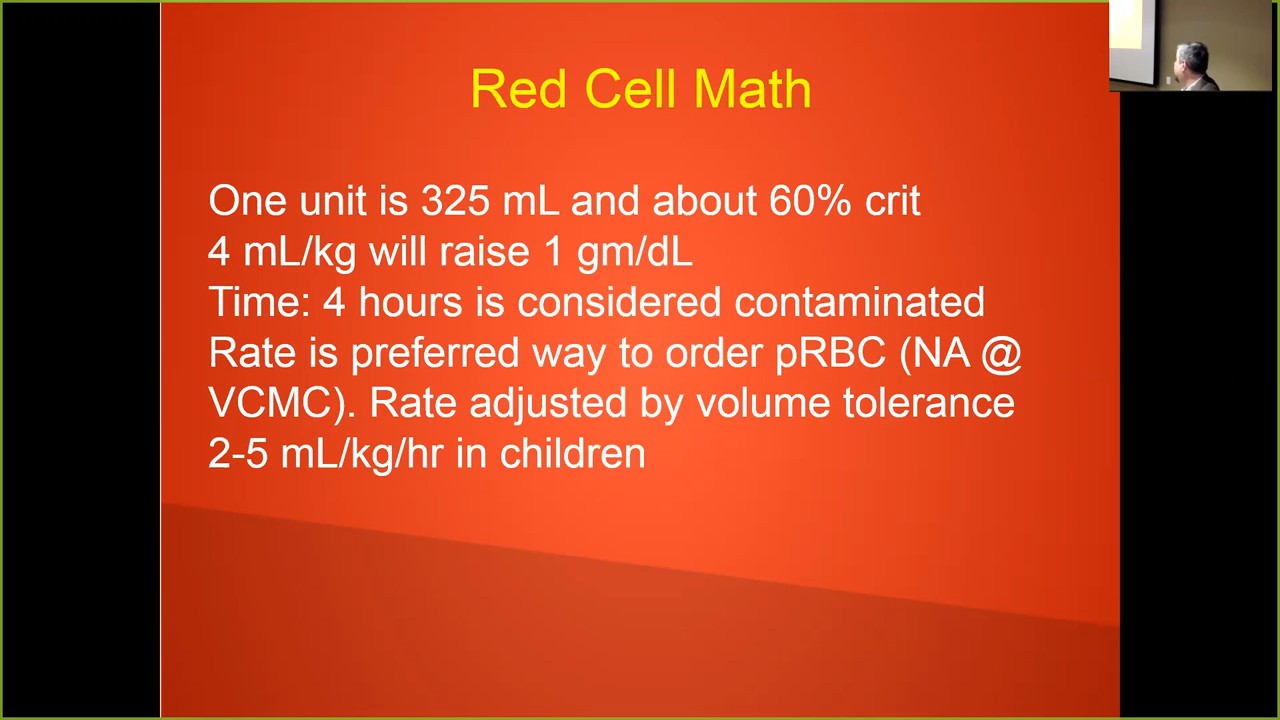 Red Cell Math
One unit is 325 mL and about 60% crit
4 mL/kg will raise 1 gm/dL
Time: 4 hours is considered contaminated
Rate is preferred way to order pRBC (NA @
VCMC). Rate adjusted by volume tolerance
2-5 mL/kg/hr in children